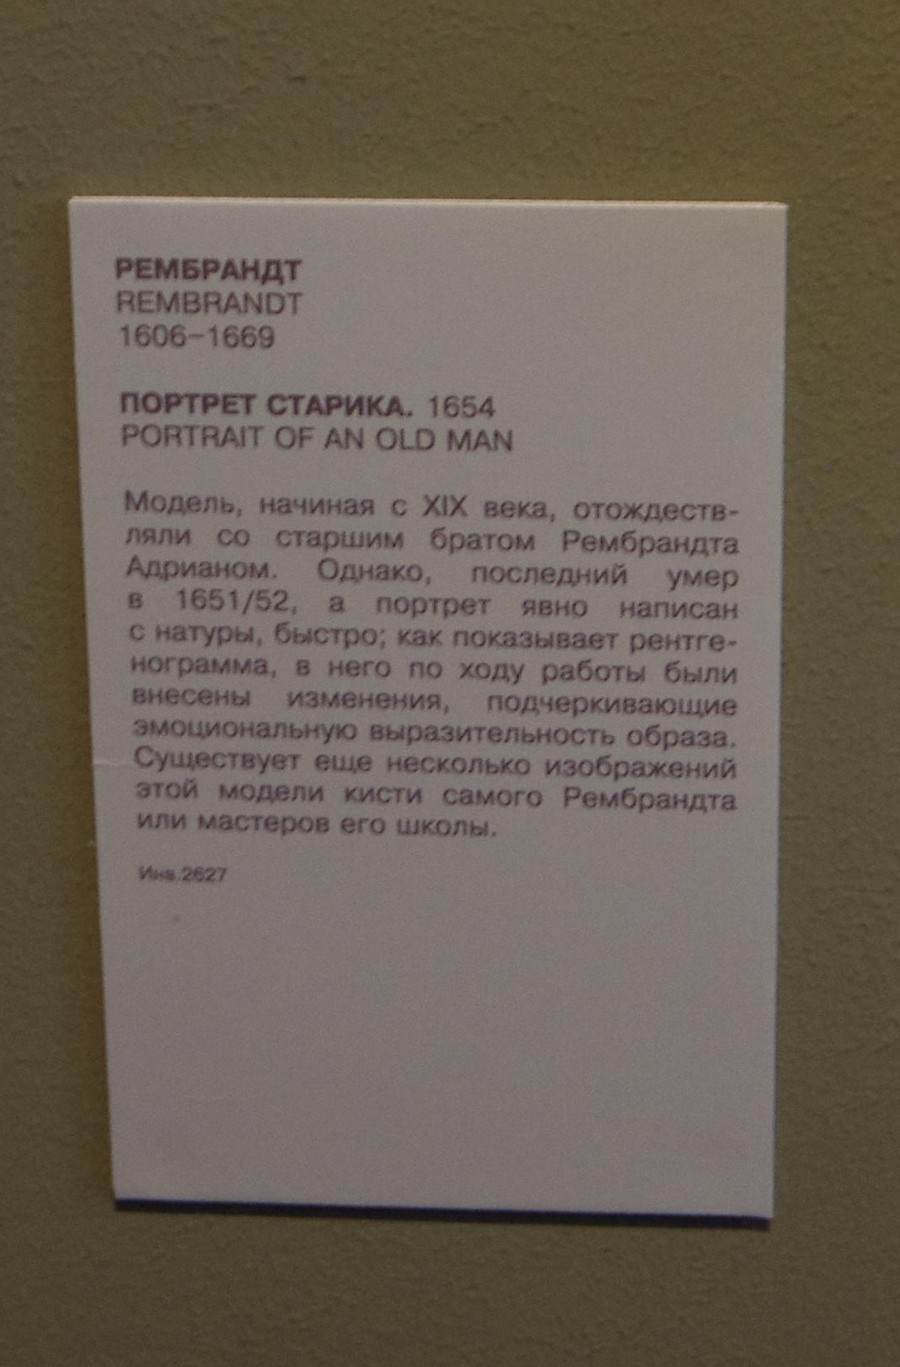 РЕМБРАНДТ
REMBRANDT
1606–1669
ПОРТРЕТ СТАРИКА. 1654
PORTRAIT OF AN OLD MAN
Модель, начиная с XIX века, отождеств-
ляли со старшим братом Рембрандта
Адрианом. Однако, последний умер
в 1651/52, а портрет явно написан
с натуры, быстро; как показывает рентге-
нограмма, в него по ходу работы были
внесены изменения, подчеркивающие
эмоциональную выразительность образа.
Существует еще несколько изображений
этой модели кисти самого Рембрандта
или мастеров его школы.
Инв.2627